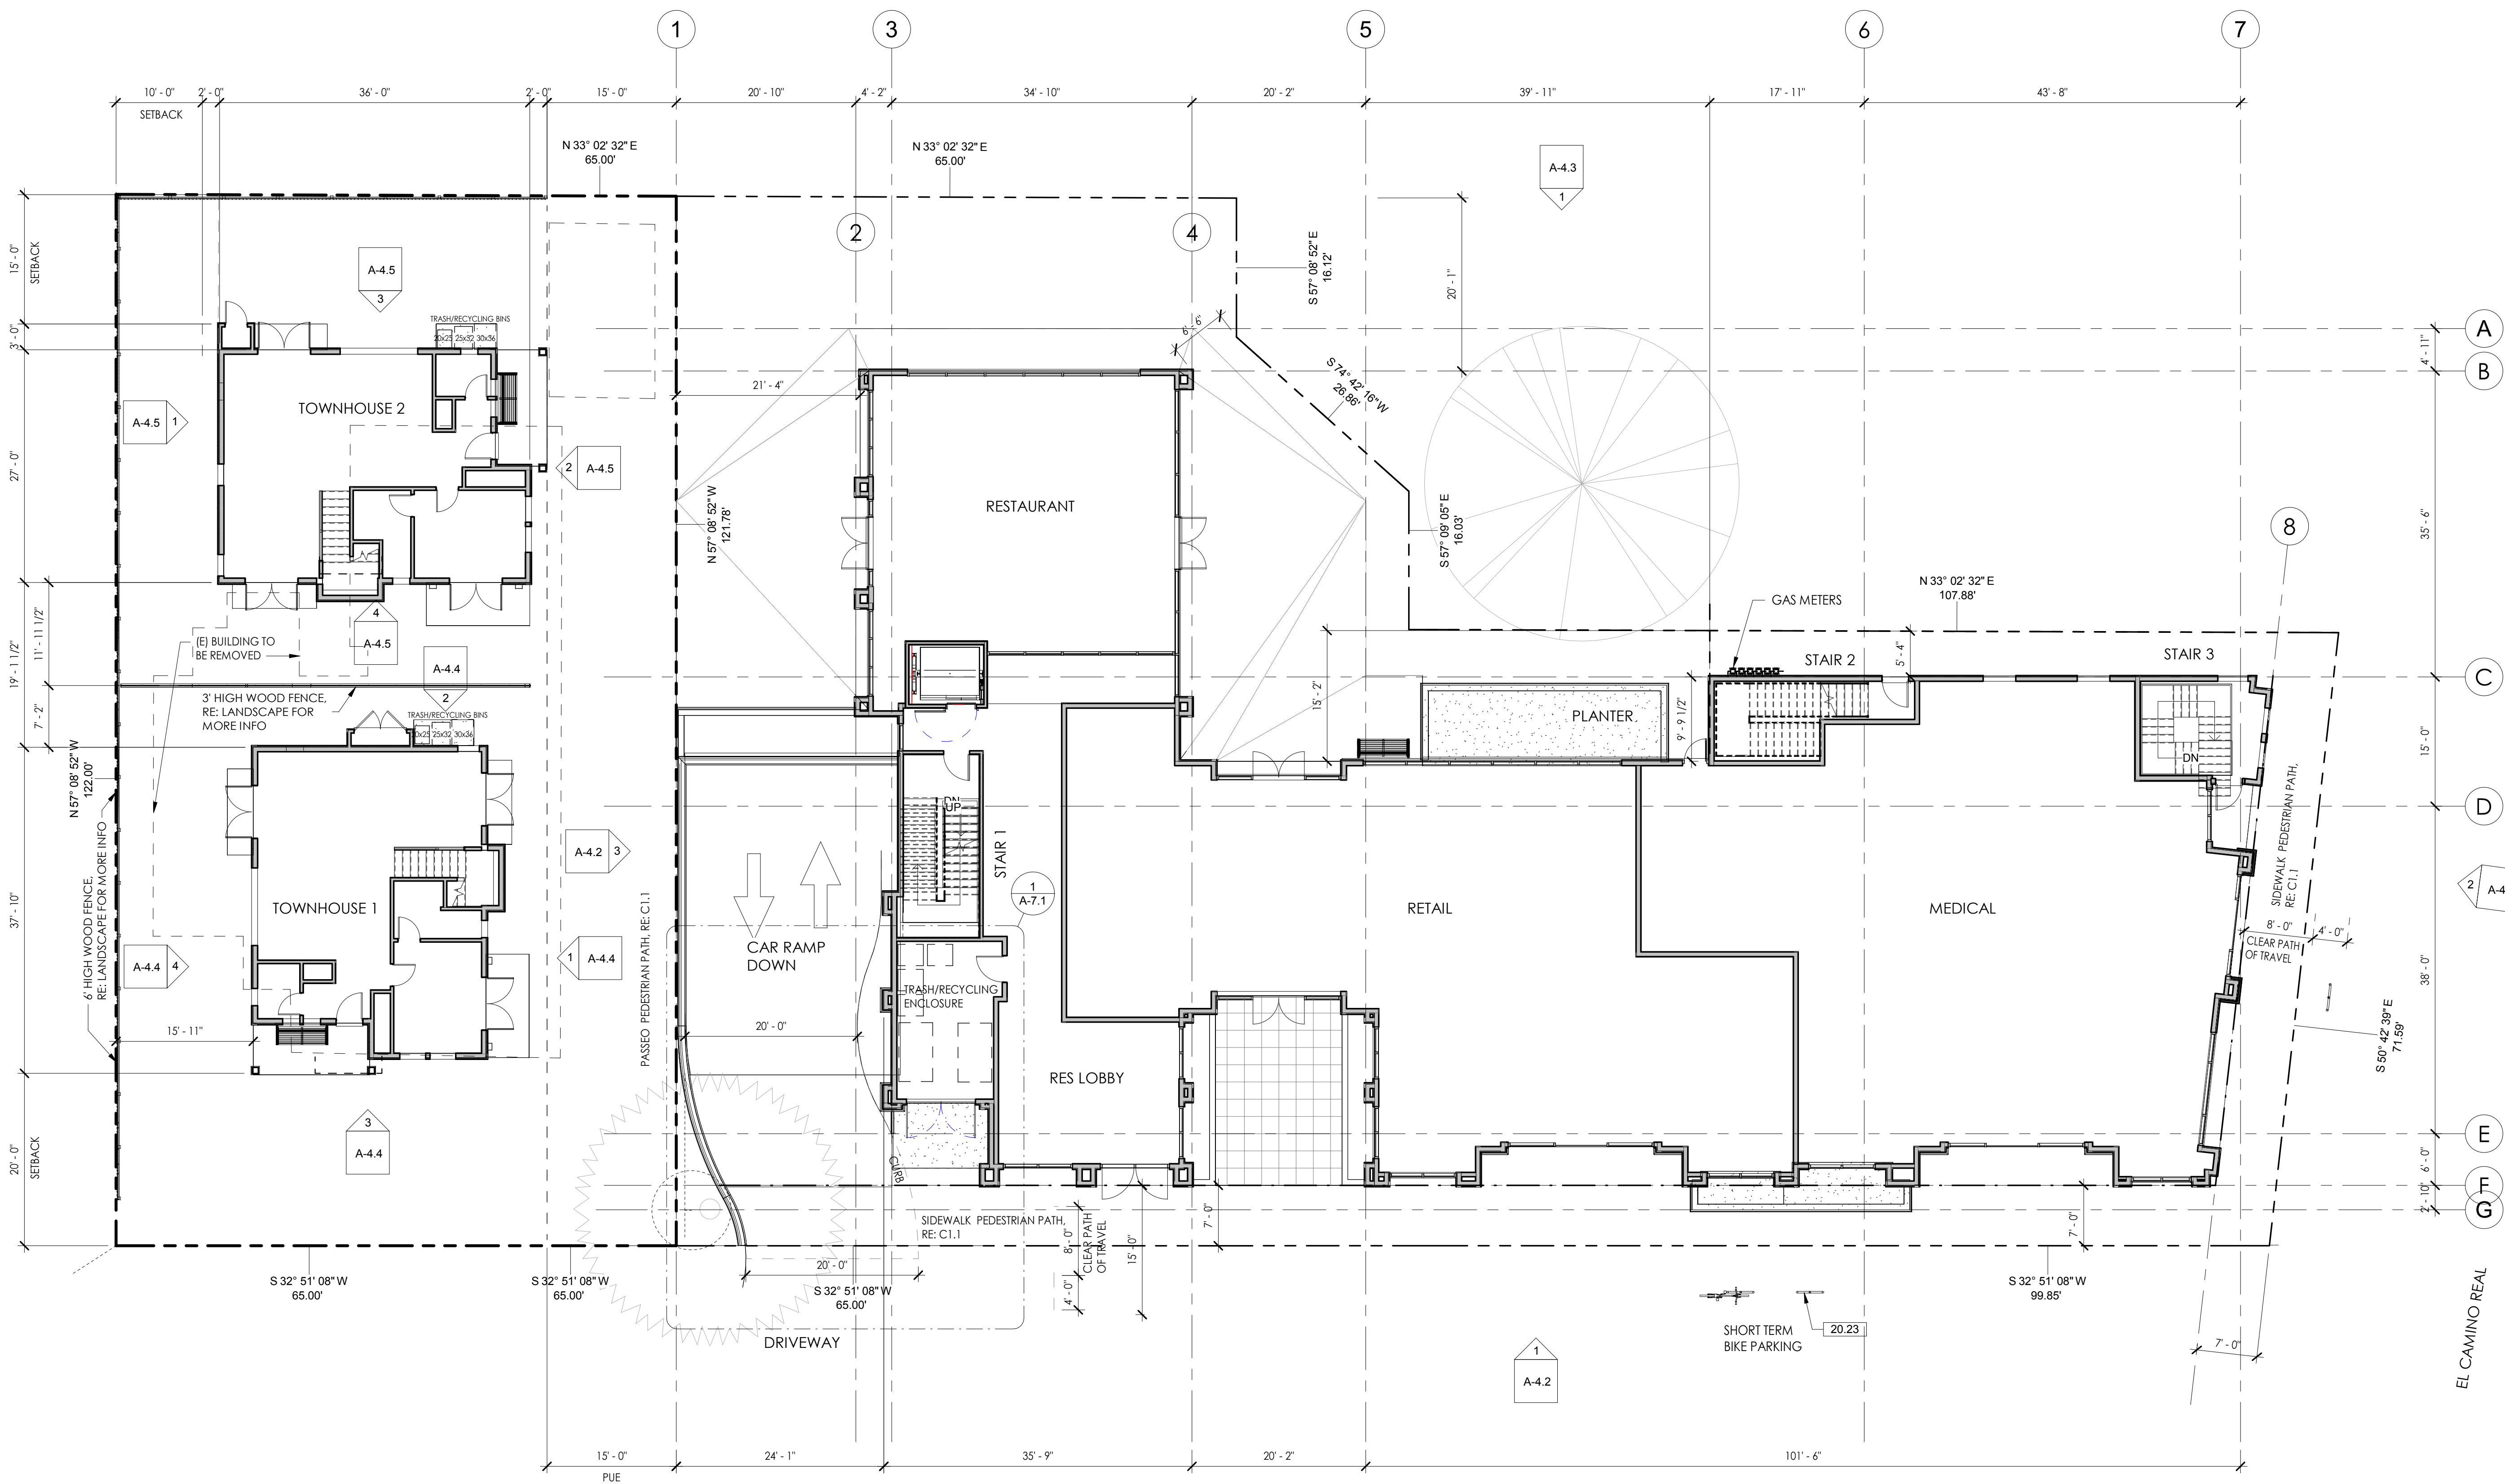 1
3
5
6
7
10' - 0"
2' - 0"
36' - 0"
2' - 0"
15' - 0"
20' - 10"
4' - 2"
34' - 10"
20' - 2"
39' - 11"
17' - 11"
43' - 8"
SETBACK
N 33° 02' 32" E
65.00'
N 33° 02' 32" E
65.00'
A-4.3
1
2
4
S 57° 08' 52" E
16.12'
20' - 1"
15' - 0"
SETBACK
A-4.5
3
A
4' - 11"
B
3' - 0"
TRASH/RECYCLING BINS
20x25 25x32 30x36
6' - 6"
S 74° 42' 16" W
26.86'
21' - 4"
TOWNHOUSE 2
A-4.5
1
2
A-4.5
27' - 0"
RESTAURANT
N 57° 08' 52" W
121.78'
S 57° 09' 05" E
16.03'
8
35' - 6"
N 33° 02' 32" E
107.88'
GAS METERS
4
A-4.5
(E) BUILDING TO
BE REMOVED
A-4.4
2
11' - 11 1/2"
19' - 1 1/2"
7' - 2"
3' HIGH WOOD FENCE,
RE: LANDSCAPE FOR
MORE INFO
TRASH/RECYCLING BINS
20x25 25x32 30x36
STAIR 2
5' - 4"
STAIR 3
C
15' - 2"
PLANTER
9' - 9 1/2"
15' - 0"
DN
N 57° 08' 52" W
122.00'
D
DN
UP
STAIR 1
SIDEWALK PEDESTRIAN PATH,
RE: C1.1
A-4.2
3
6' HIGH WOOD FENCE,
RE: LANDSCAPE FOR MORE INFO
37' - 10"
TOWNHOUSE 1
PASSEO PEDESTRIAN PATH, RE: C1.1
1
A-7.1
RETAIL
MEDICAL
2
A-4
8' - 0"
4' - 0"
CLEAR PATH
OF TRAVEL
CAR RAMP
DOWN
A-4.4
4
1
A-4.4
TRASH/RECYCLING
ENCLOSURE
38' - 0"
15' - 11"
20' - 0"
S 50° 42' 39" E
71.59'
RES LOBBY
3
A-4.4
20' - 0"
SETBACK
CURB
E
6' - 0"
F
2' - 10"
G
SIDEWALK PEDESTRIAN PATH,
RE: C1.1
8' - 0"
CLEAR PATH
OF TRAVEL
15' - 0"
4' - 0"
7' - 0"
7' - 0"
20' - 0"
S 32° 51' 08" W
65.00'
S 32° 51' 08" W
65.00'
S 32° 51' 08" W
65.00'
S 32° 51' 08" W
99.85'
DRIVEWAY
SHORT TERM
BIKE PARKING
20.23
1
A-4.2
7' - 0"
EL CAMINO REAL
15' - 0"
PUE
24' - 1"
35' - 9"
20' - 2"
101' - 6"